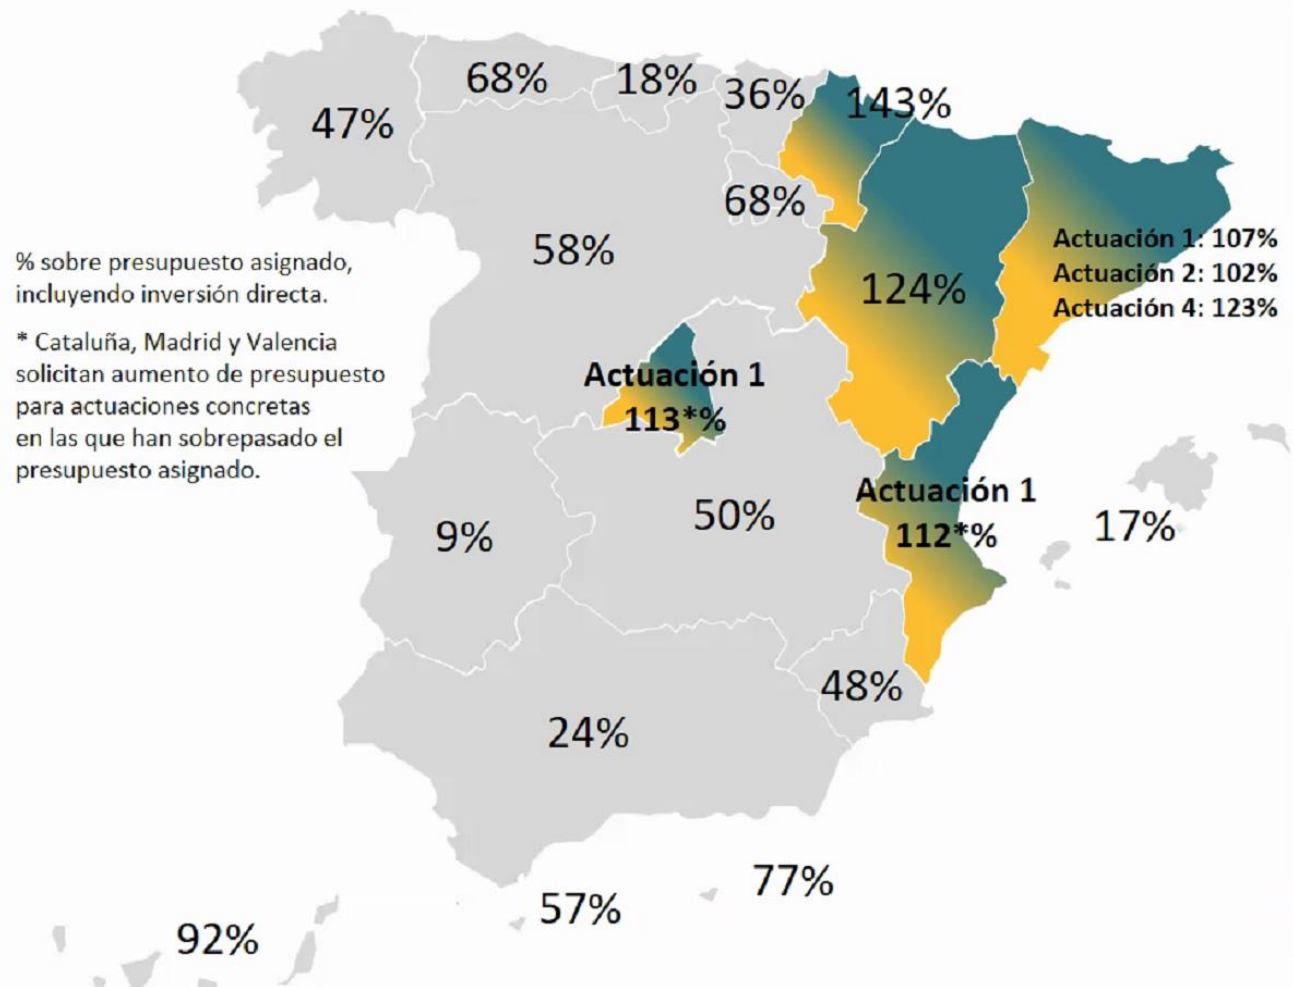 68%
18%
36%
143%
47%
68%
58%
Actuación 1: 107%
Actuación 2: 102%
Actuación 4: 123%
% sobre presupuesto asignado,
incluyendo inversión directa.
124%
* Cataluña, Madrid y Valencia
solicitan aumento de presupuesto
para actuaciones concretas
en las que han sobrepasado el
presupuesto asignado.
Actuación 1
113*%
Actuación 1
112*%
50%
17%
9%
48%
24%
77%
57%
92%